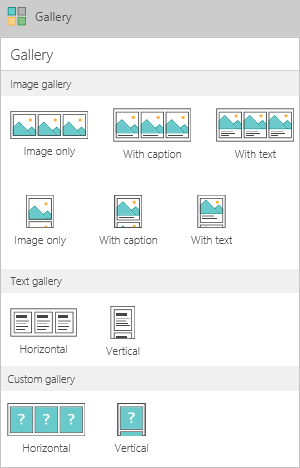 Gallery
Gallery
Image gallery
Image only
With caption
With text
Image only
With caption
With text
Text gallery
Horizontal
Vertical
Custom gallery
? ? ? ?
Horizontal
Vertical